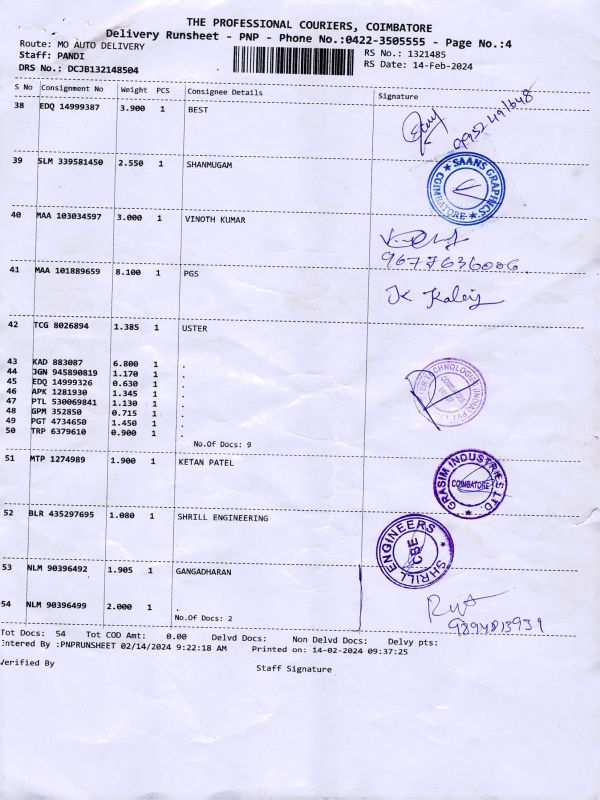 THE PROFESSIONAL COURIERS, COIMBATORE
Delivery Runsheet - PNP - Phone No.:0422-3505555 - Page No.:4
Route: MO AUTO DELIVERY
RS No.: 1321485
Staff: PANDI
RS Date: 14-Feb-2024
DRS No.: DCJB132148504
S No Consignment No Weight PCS Consignee Details Signature
38 EDQ 14999387 3.900 1 BEST
9952491648
39 SLM 339581450 2.550 1 SHANMUGAM
SAANS GRAPHICS COIMBATORE
40 MAA 103034597 3.000 1 VINOTH KUMAR
9677636006
41 MAA 101889659 8.100 1 PGS
42 TCG 8026894 1.385 1 USTER
43 KAD 883087 6.800 1 .
44 JGN 945890819 1.170 1 .
45 EDQ 14999326 0.630 1 .
46 APK 1281930 1.345 1 .
47 PTL 530069841 1.130 1 .
48 GPM 352850 0.715 1 .
49 PGT 4734650 1.450 1 .
50 TRP 6379610 0.900 1 .
No.Of Docs: 9
51 MTP 1274989 1.900 1 KETAN PATEL
GRASIM INDUSTRIES LTD. COIMBATORE
52 BLR 435297695 1.080 1 SHRILL ENGINEERING
SHRILL ENGINEERS CBE
53 NLM 90396492 1.905 1 GANGADHARAN
54 NLM 90396499 2.000 1 .
No.Of Docs: 2
9894813931
Tot Docs: 54 Tot COD Amt: 0.00 Delvd Docs: Non Delvd Docs: Delvy pts:
Entered By :PNPRUNSHEET 02/14/2024 9:22:18 AM Printed on: 14-02-2024 09:37:25
Verified By
Staff Signature